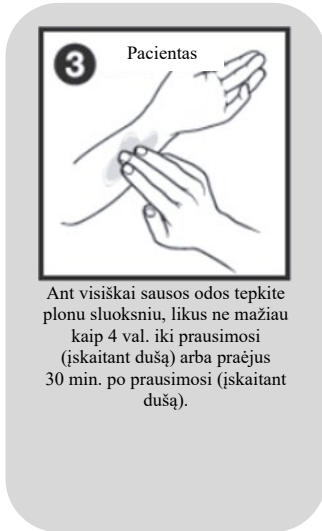 3
Pacientas
Ant visiškai sausos odos tepkite
plonu sluoksniu, likus ne mažiau
kaip 4 val. iki prausimosi
(įskaitant dušą) arba praėjus
30 min. po prausimosi (įskaitant
dušą).